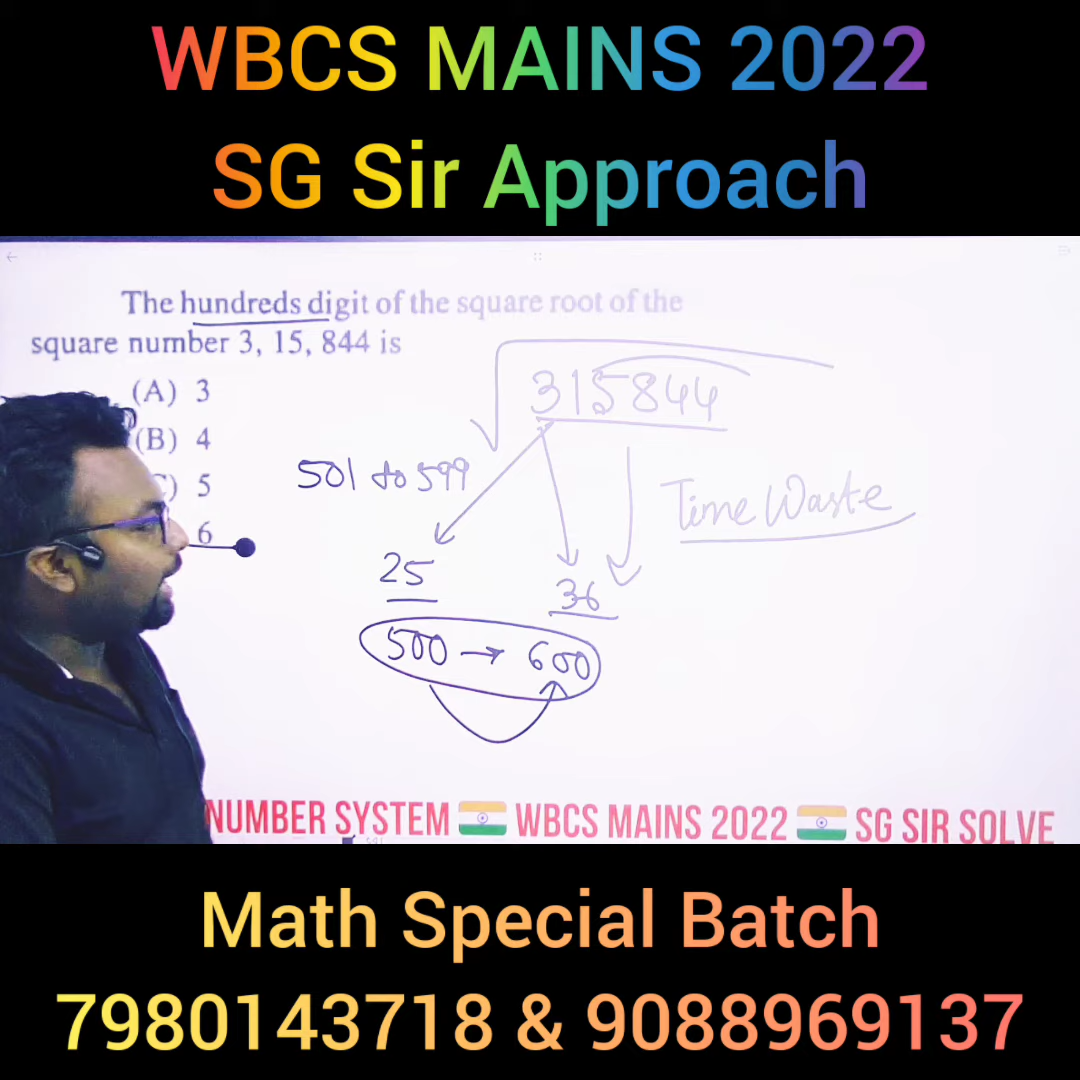 WBCS MAINS 2022
SG Sir Approach
The hundreds digit of the square root of the
square number 3, 15, 844 is
(A) 3
(B) 4
) 5
6
315844
501 to 599
Time Waste
25
36
500 → 600
NUMBER SYSTEM WBCS MAINS 2022 SG SIR SOLVE
Math Special Batch
7980143718 & 9088969137